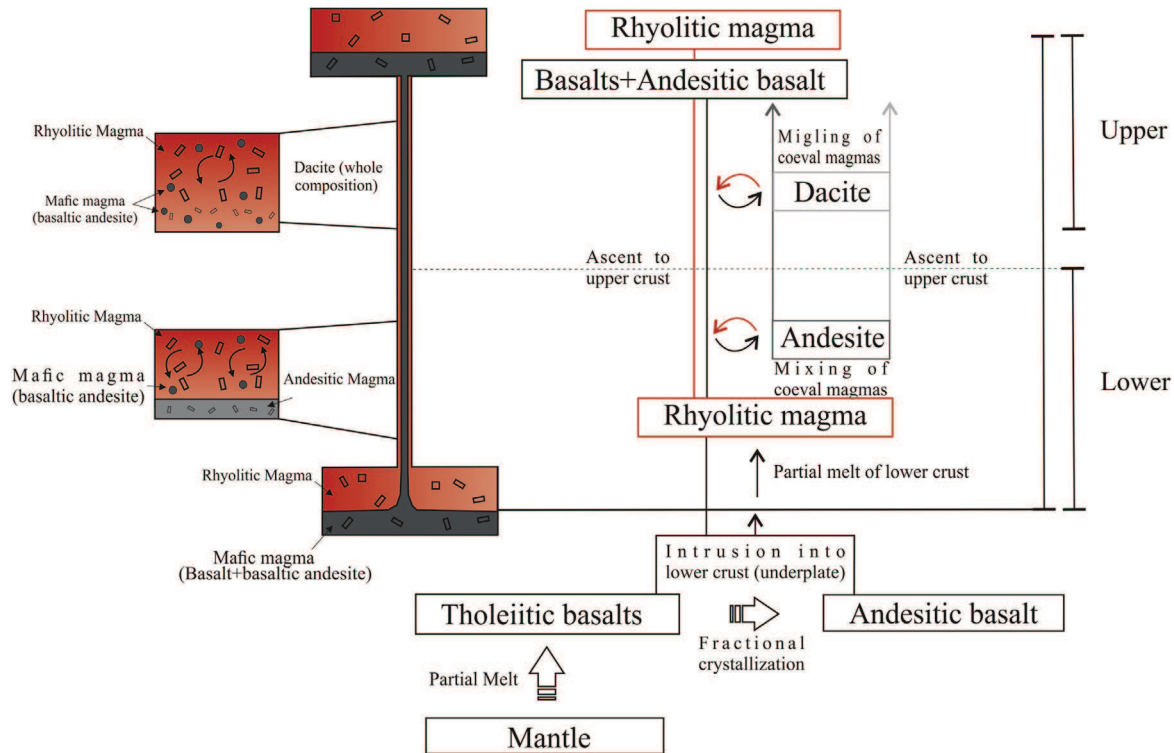 Rhyolitic magma
Basalts+Andesitic basalt
Rhyolitic Magma
Mafic magma
(basaltic andesite)
Dacite (whole
composition)
Migling of
coeval magmas
Dacite
Upper
Ascent to
upper crust
Ascent to
upper crust
Rhyolitic Magma
Mafic magma
(basaltic andesite)
Andesitic Magma
Andesite
Mixing of
coeval magmas
Lower
Rhyolitic magma
Partial melt of lower crust
Rhyolitic Magma
Mafic magma
(Basalt+basaltic andesite)
Intrusion into
lower crust (underplate)
Tholeiitic basalts
Andesitic basalt
Fractional
crystallization
Partial Melt
Mantle